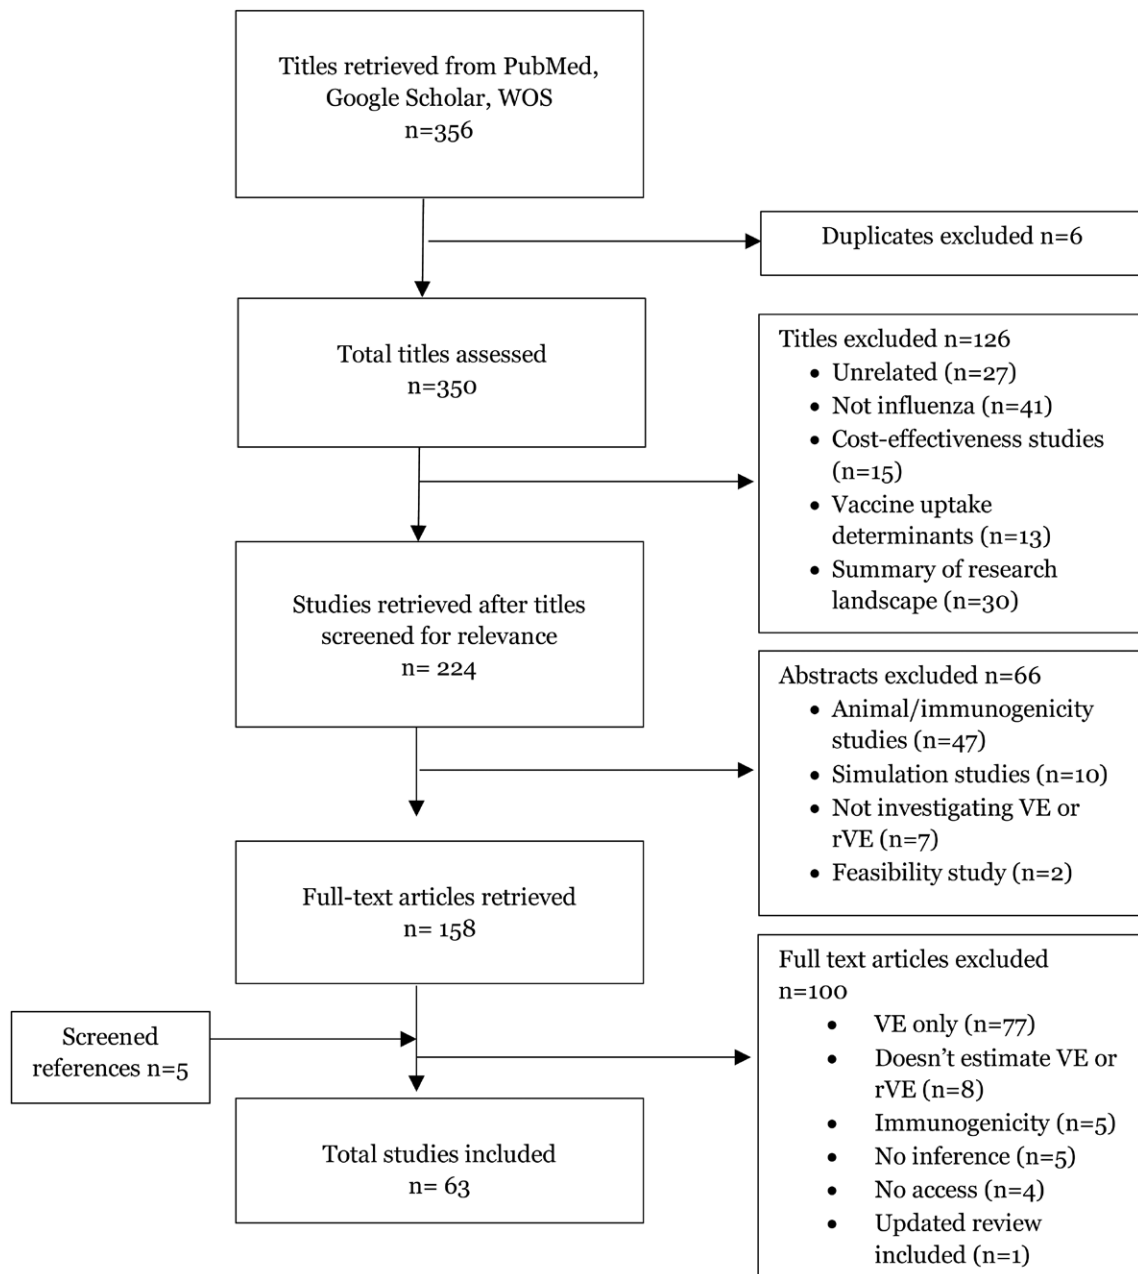 Titles retrieved from PubMed,
Google Scholar, WOS
n=356
Duplicates excluded n=6
Total titles assessed
n=350
Titles excluded n=126
• Unrelated (n=27)
• Not influenza (n=41)
• Cost-effectiveness studies
(n=15)
• Vaccine uptake
determinants (n=13)
• Summary of research
landscape (n=30)
Studies retrieved after titles
screened for relevance
n= 224
Abstracts excluded n=66
• Animal/immunogenicity
studies (n=47)
• Simulation studies (n=10)
• Not investigating VE or
rVE (n=7)
• Feasibility study (n=2)
Full-text articles retrieved
n= 158
Screened
references n=5
Full text articles excluded
n=100
• VE only (n=77)
• Doesn’t estimate VE or
rVE (n=8)
• Immunogenicity (n=5)
• No inference (n=5)
• No access (n=4)
• Updated review
included (n=1)
Total studies included
n= 63